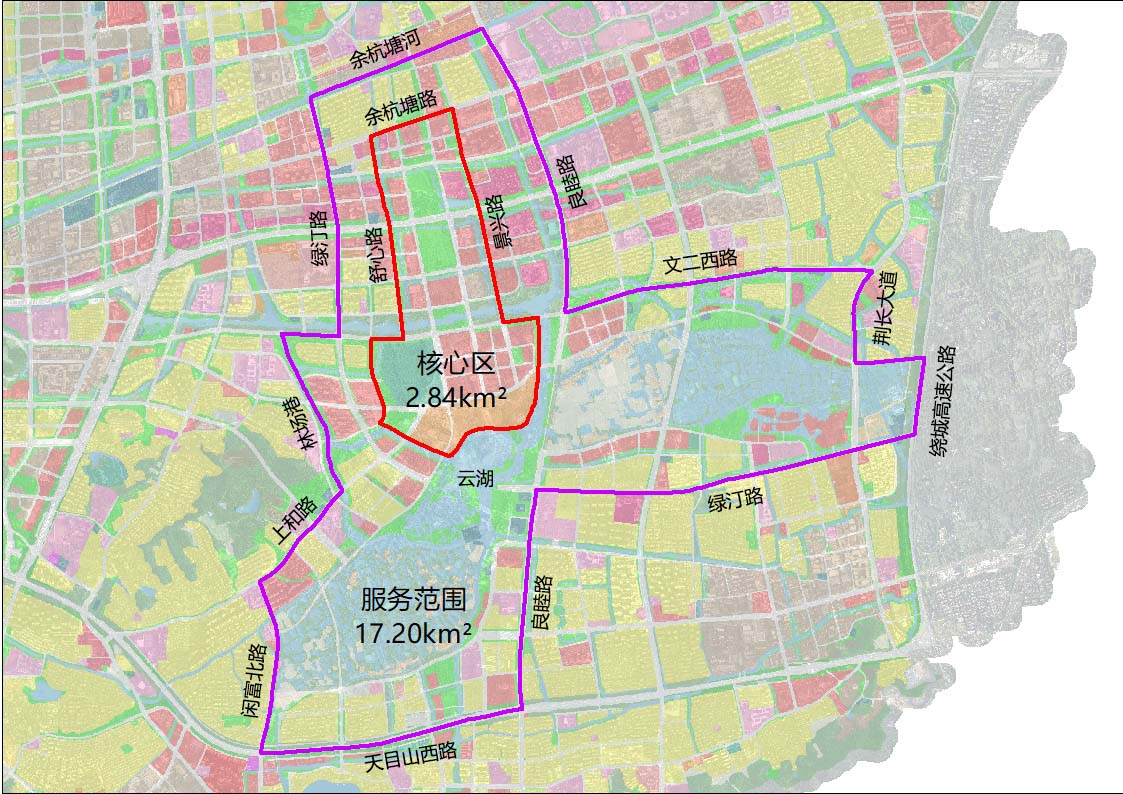 余杭塘河
余杭塘路
良睦路
绿汀路
舒心路
景兴路
文二西路
荆长大道
核心区
2.84km²
绕城高速公路
林场港
云湖
绿汀路
上和路
服务范围
17.20km²
良睦路
闲富北路
天目山西路